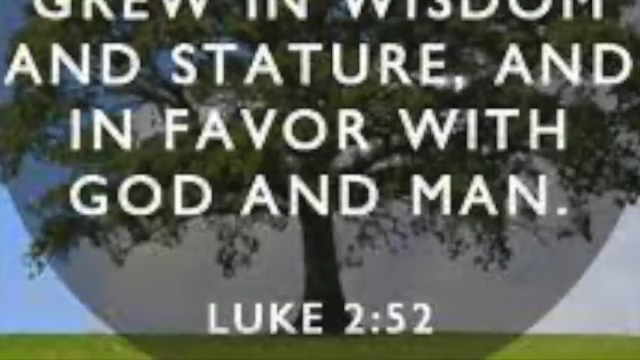 GREW IN WISDOM
AND STATURE, AND
IN FAVOR WITH
GOD AND MAN.
LUKE 2:52